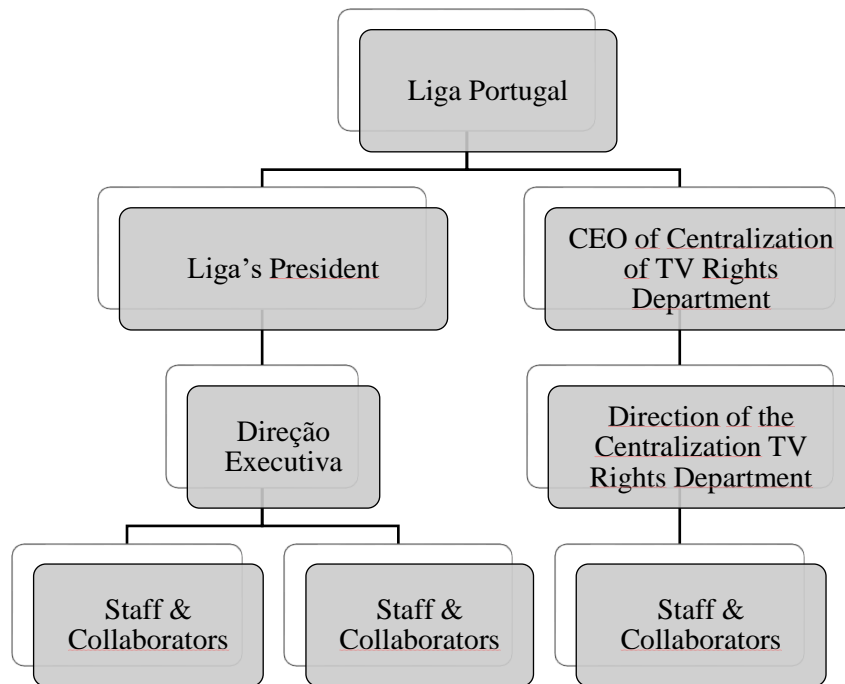 Liga Portugal
Liga’s President
CEO of Centralization
of TV Rights
Department
Direção
Executiva
Direction of the
Centralization TV
Rights Department
Staff &
Collaborators
Staff &
Collaborators
Staff &
Collaborators